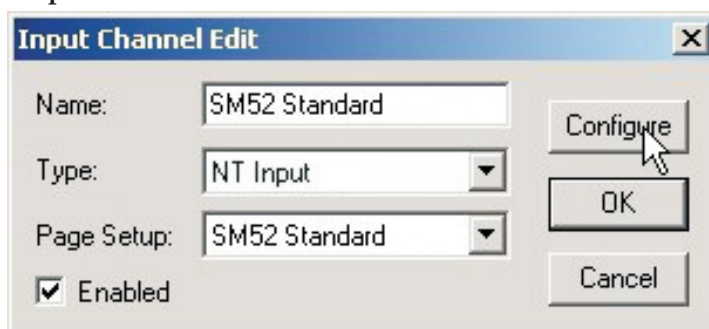 Input Channel Edit
Name: SM52 Standard
Configure
Type: NT Input
OK
Page Setup: SM52 Standard
Enabled
Cancel